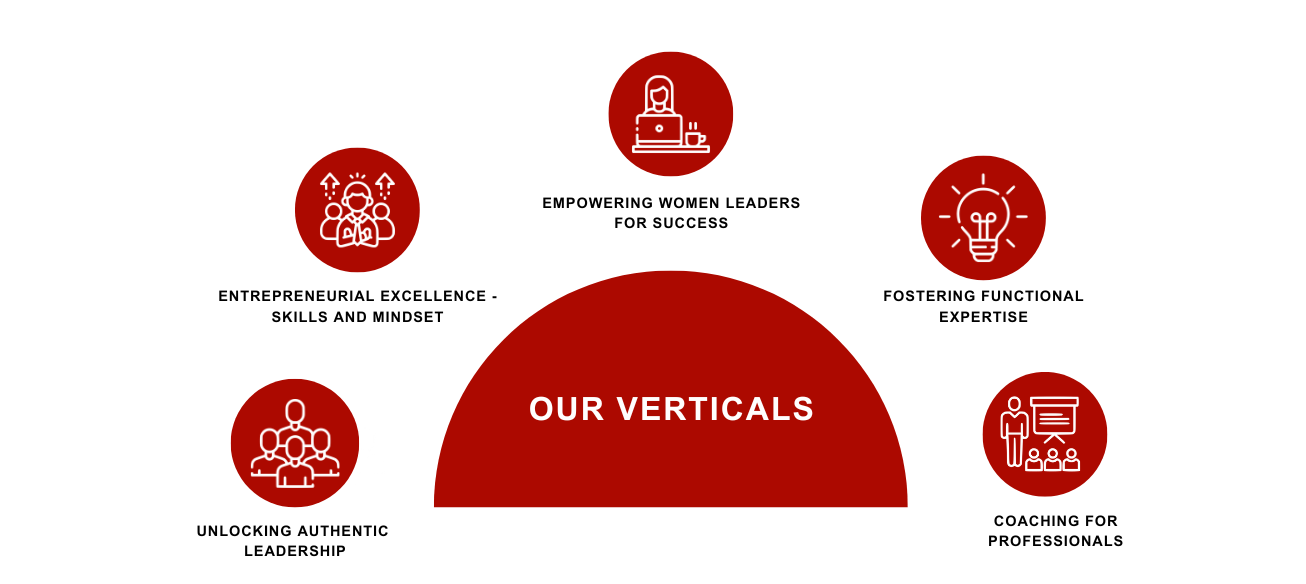 EMPOWERING WOMEN LEADERS
FOR SUCCESS
ENTREPRENEURIAL EXCELLENCE -
SKILLS AND MINDSET
FOSTERING FUNCTIONAL
EXPERTISE
OUR VERTICALS
UNLOCKING AUTHENTIC
LEADERSHIP
COACHING FOR
PROFESSIONALS